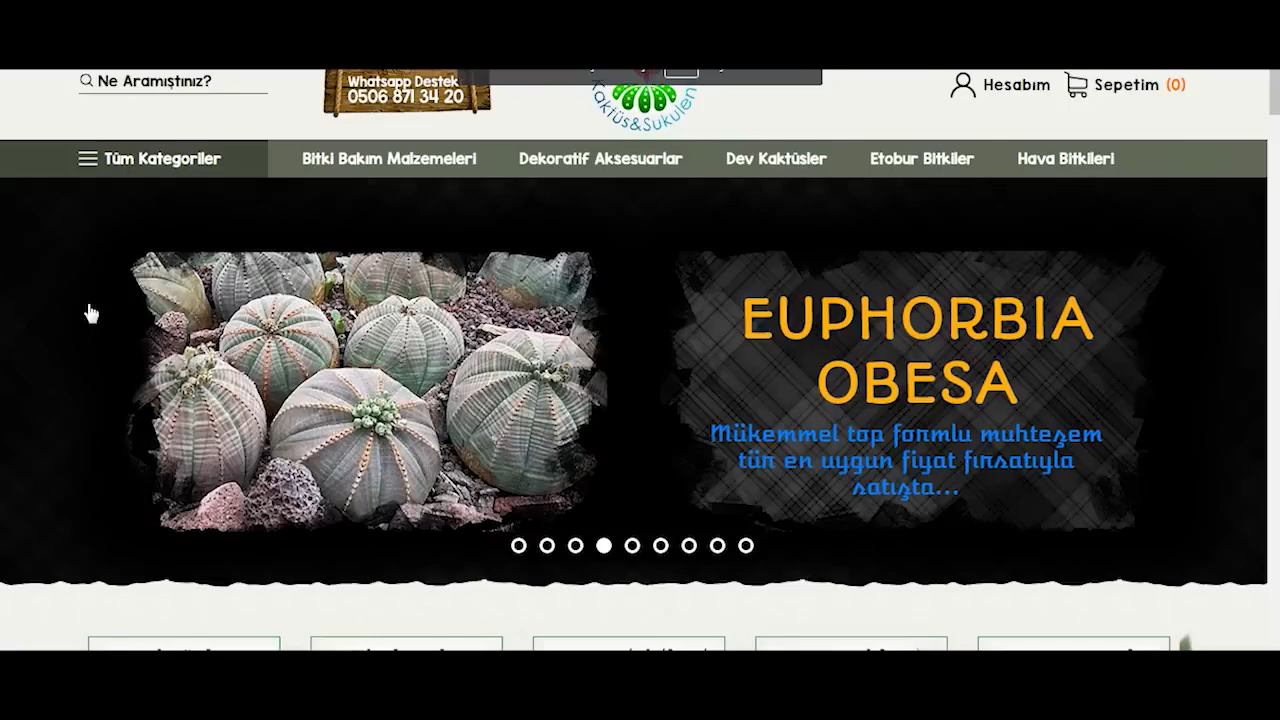 Ne Aramıştınız?
Whatsapp Destek
0506 871 34 20
Kaktüs&Sukulen
Hesabım
Sepetim (0)
Tüm Kategoriler
Bitki Bakım Malzemeleri
Dekoratif Aksesuarlar
Dev Kaktüsler
Etobur Bitkiler
Hava Bitkileri
EUPHORBIA
OBESA
Mükemmel top formlu muhteşem
tür en uygun fiyat fırsatıyla
satışta...